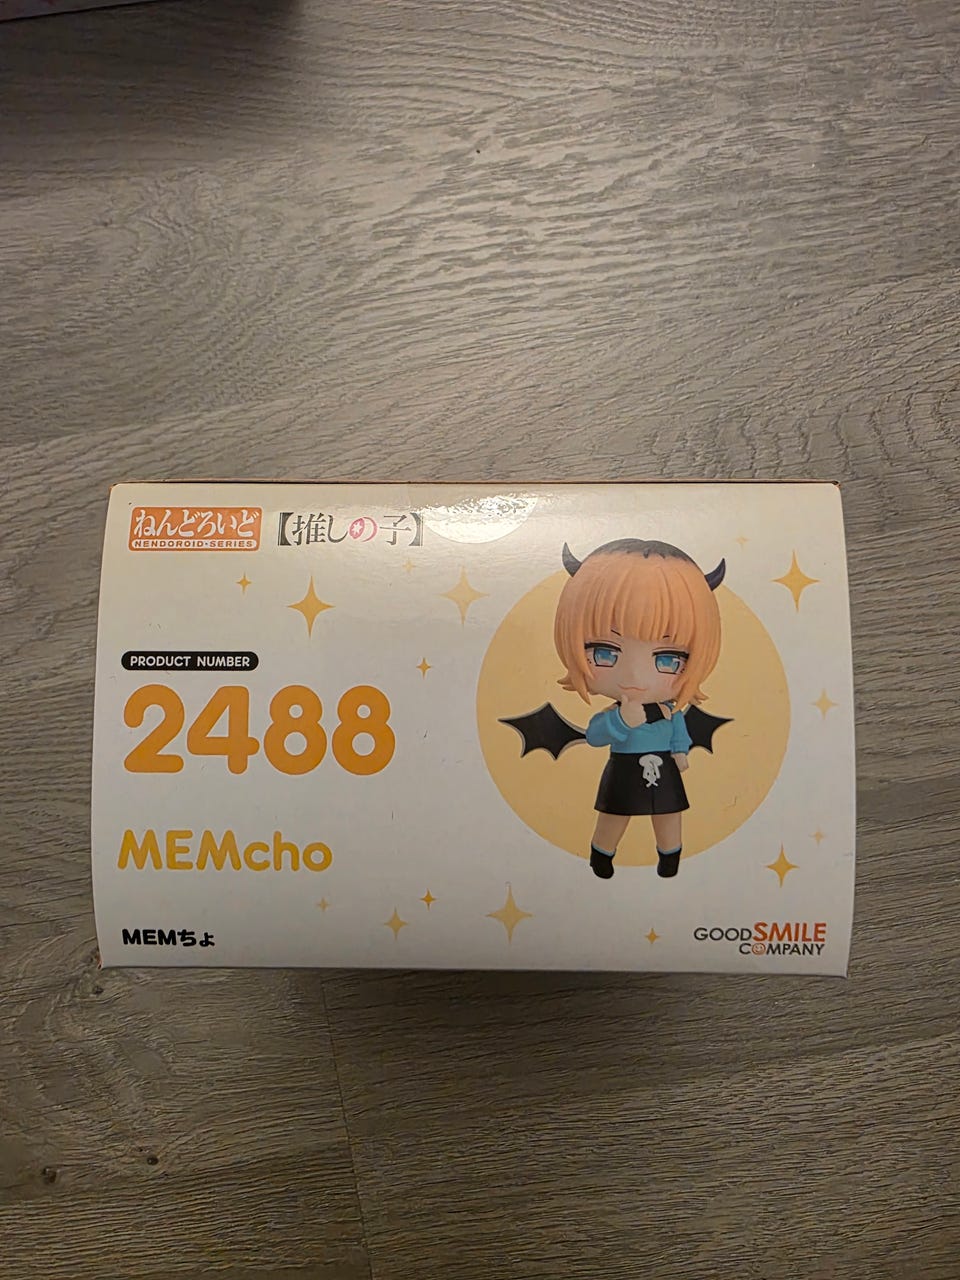 ねんどろいど
NENDOROID・SERIES
【推しの子】
PRODUCT NUMBER
2488
MEMcho
MEMちょ
GOODSMILE
COMPANY